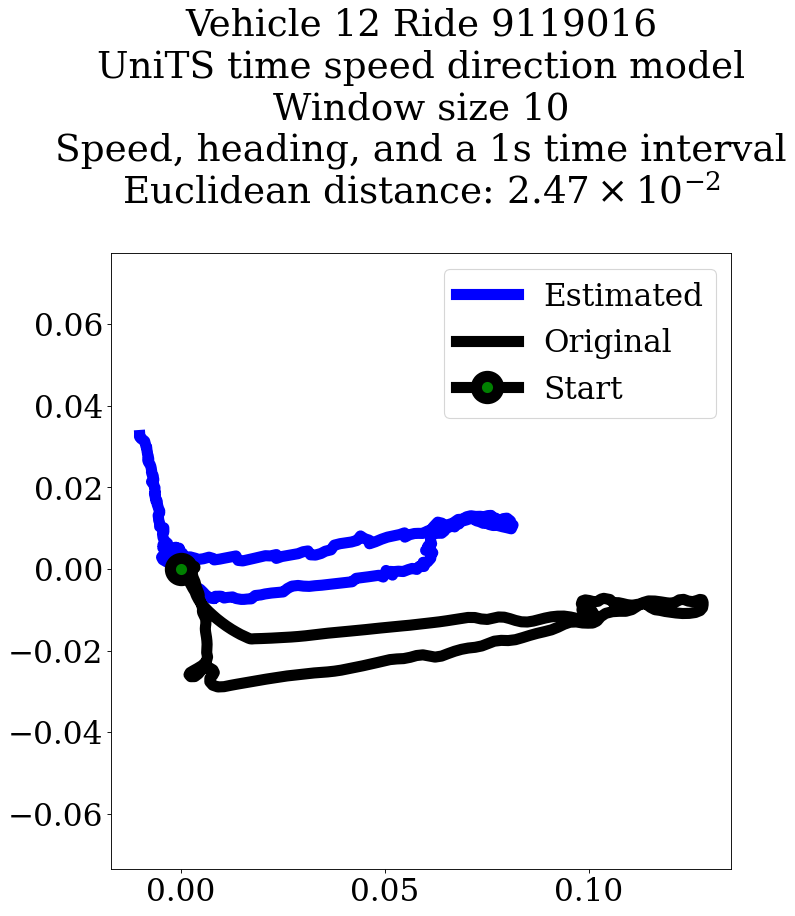 Vehicle 12 Ride 9119016
UniTS time speed direction model
Window size 10
Speed, heading, and a 1s time interval
Euclidean distance: 2.47 × 10⁻²
Estimated
Original
Start
0.06
0.04
0.02
0.00
−0.02
−0.04
−0.06
0.00 0.05 0.10